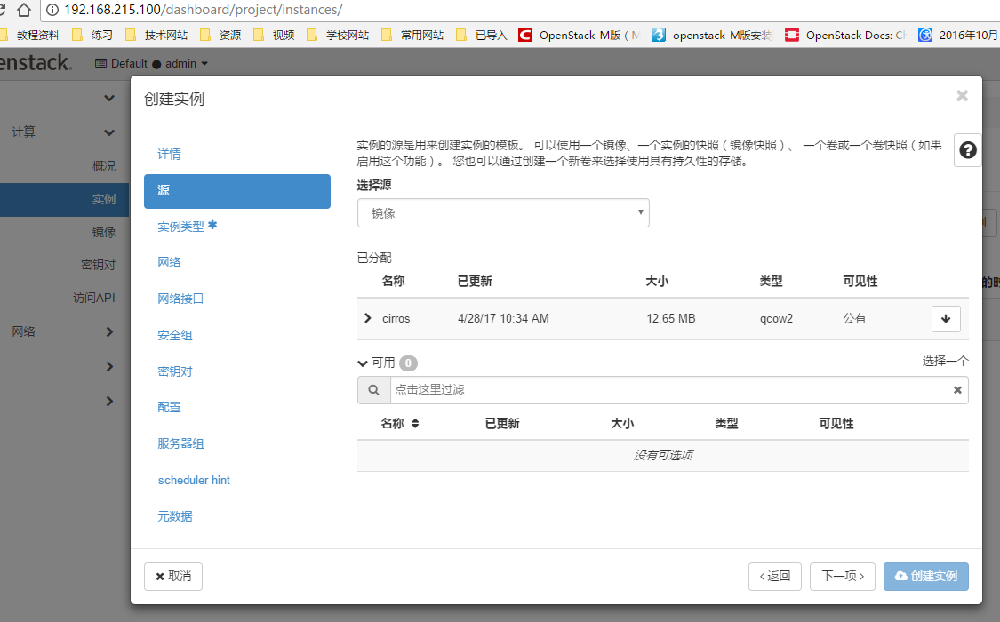 192.168.215.100/dashboard/project/instances/
教程资料 练习 技术网站 资源 视频 学校网站 常用网站 已导入 OpenStack-M版 openstack-M版安装 OpenStack Docs: 2016年10月
enstack. Default admin
创建实例
计算
概况
实例
镜像
密钥对
访问API
网络
详情
源
实例类型 *
网络
网络接口
安全组
密钥对
配置
服务器组
scheduler hint
元数据
实例的源是用来创建实例的模板。 可以使用一个镜像、一个实例的快照（镜像快照）、 一个卷或一个卷快照（如果
启用这个功能）。 您也可以通过创建一个新卷来选择使用具有持久性的存储。
选择源
镜像
已分配
名称 已更新 大小 类型 可见性
cirros 4/28/17 10:34 AM 12.65 MB qcow2 公有
可用 0 选择一个
点击这里过滤
名称 已更新 大小 类型 可见性
没有可选项
取消 返回 下一项 创建实例